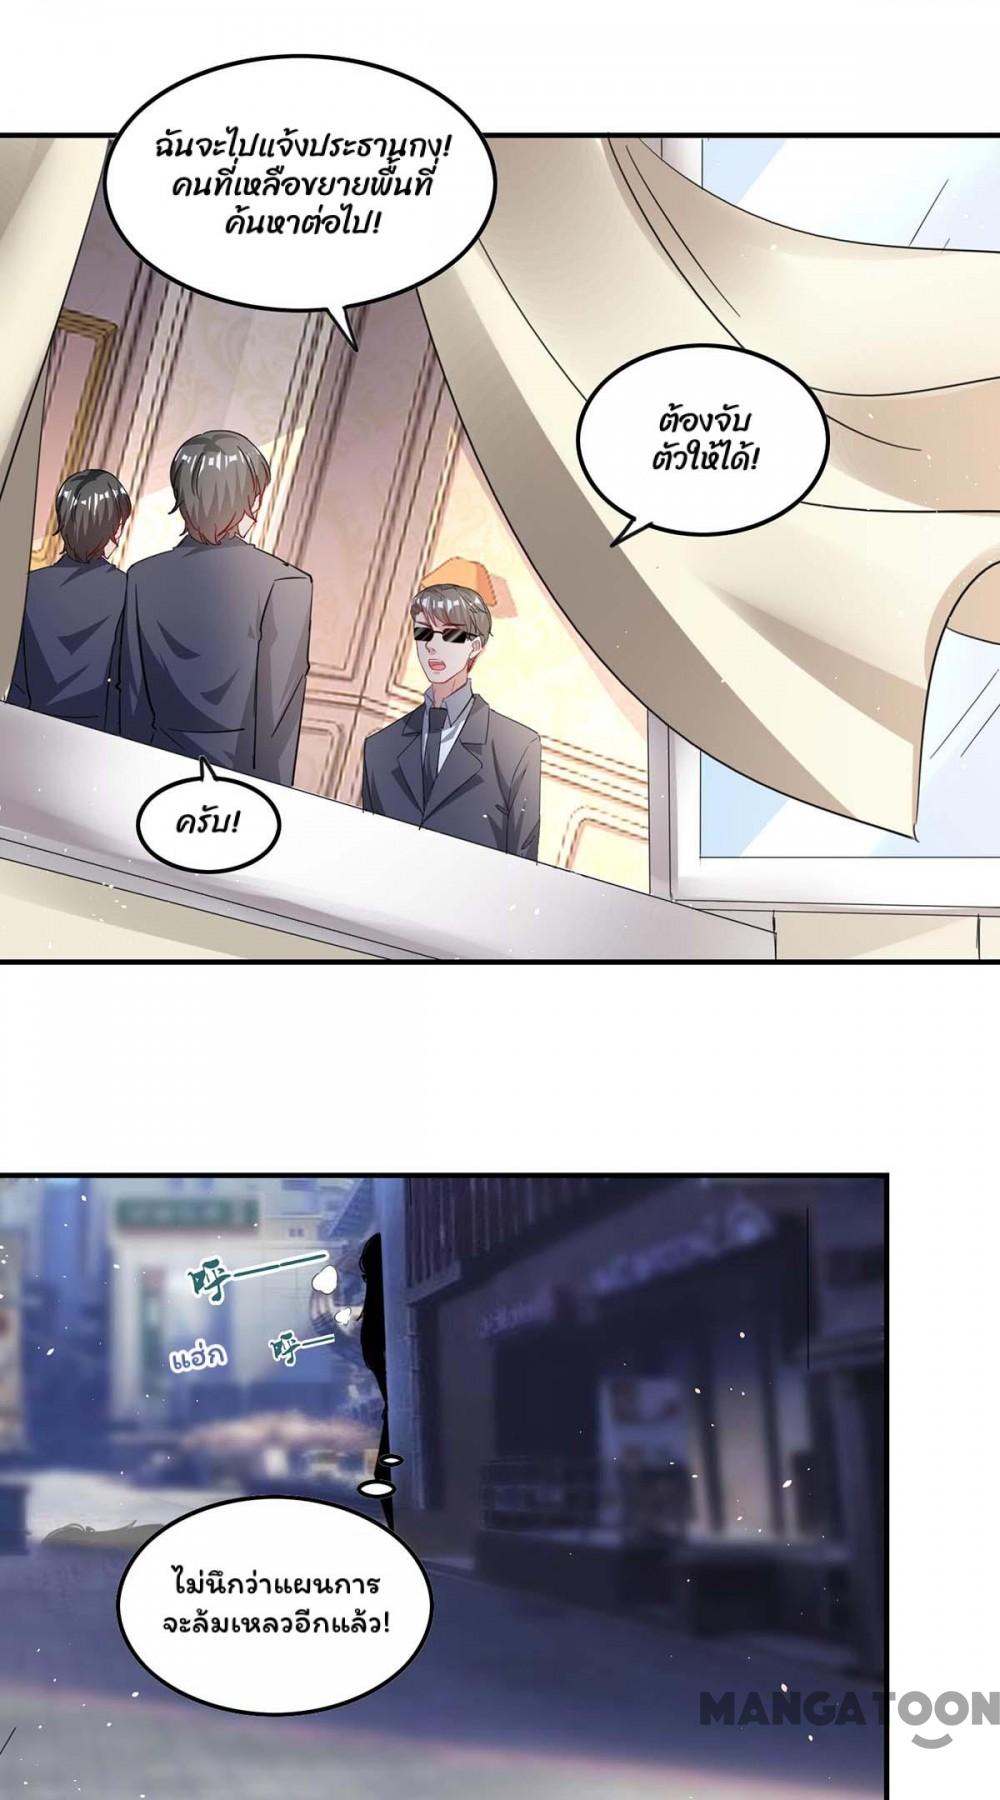 ฉันจะไปแจ้งประธานกง!
คนที่เหลือขยายพื้นที่
ค้นหาต่อไป!
ต้องจับ
ตัวให้ได้!
ครับ!
呼
แฮ่ก
呼
ไม่นึกว่าแผนการ
จะล้มเหลวอีกแล้ว!
MANGATOON